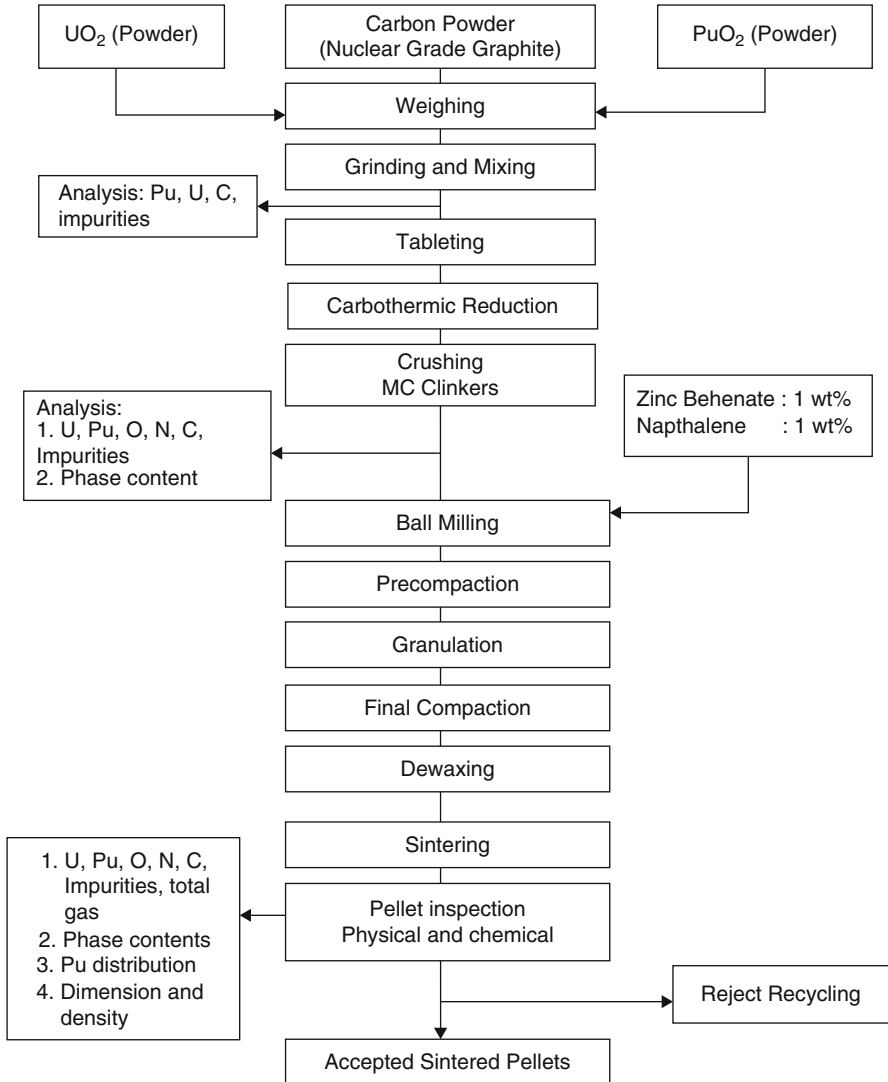 UO₂ (Powder)
Carbon Powder
(Nuclear Grade Graphite)
PuO₂ (Powder)
Weighing
Grinding and Mixing
Analysis: Pu, U, C,
impurities
Tableting
Carbothermic Reduction
Crushing
MC Clinkers
Zinc Behenate : 1 wt%
Napthalene : 1 wt%
Analysis:
1. U, Pu, O, N, C,
Impurities
2. Phase content
Ball Milling
Precompaction
Granulation
Final Compaction
Dewaxing
Sintering
1. U, Pu, O, N, C,
Impurities, total
gas
2. Phase contents
3. Pu distribution
4. Dimension and
density
Pellet inspection
Physical and chemical
Reject Recycling
Accepted Sintered Pellets